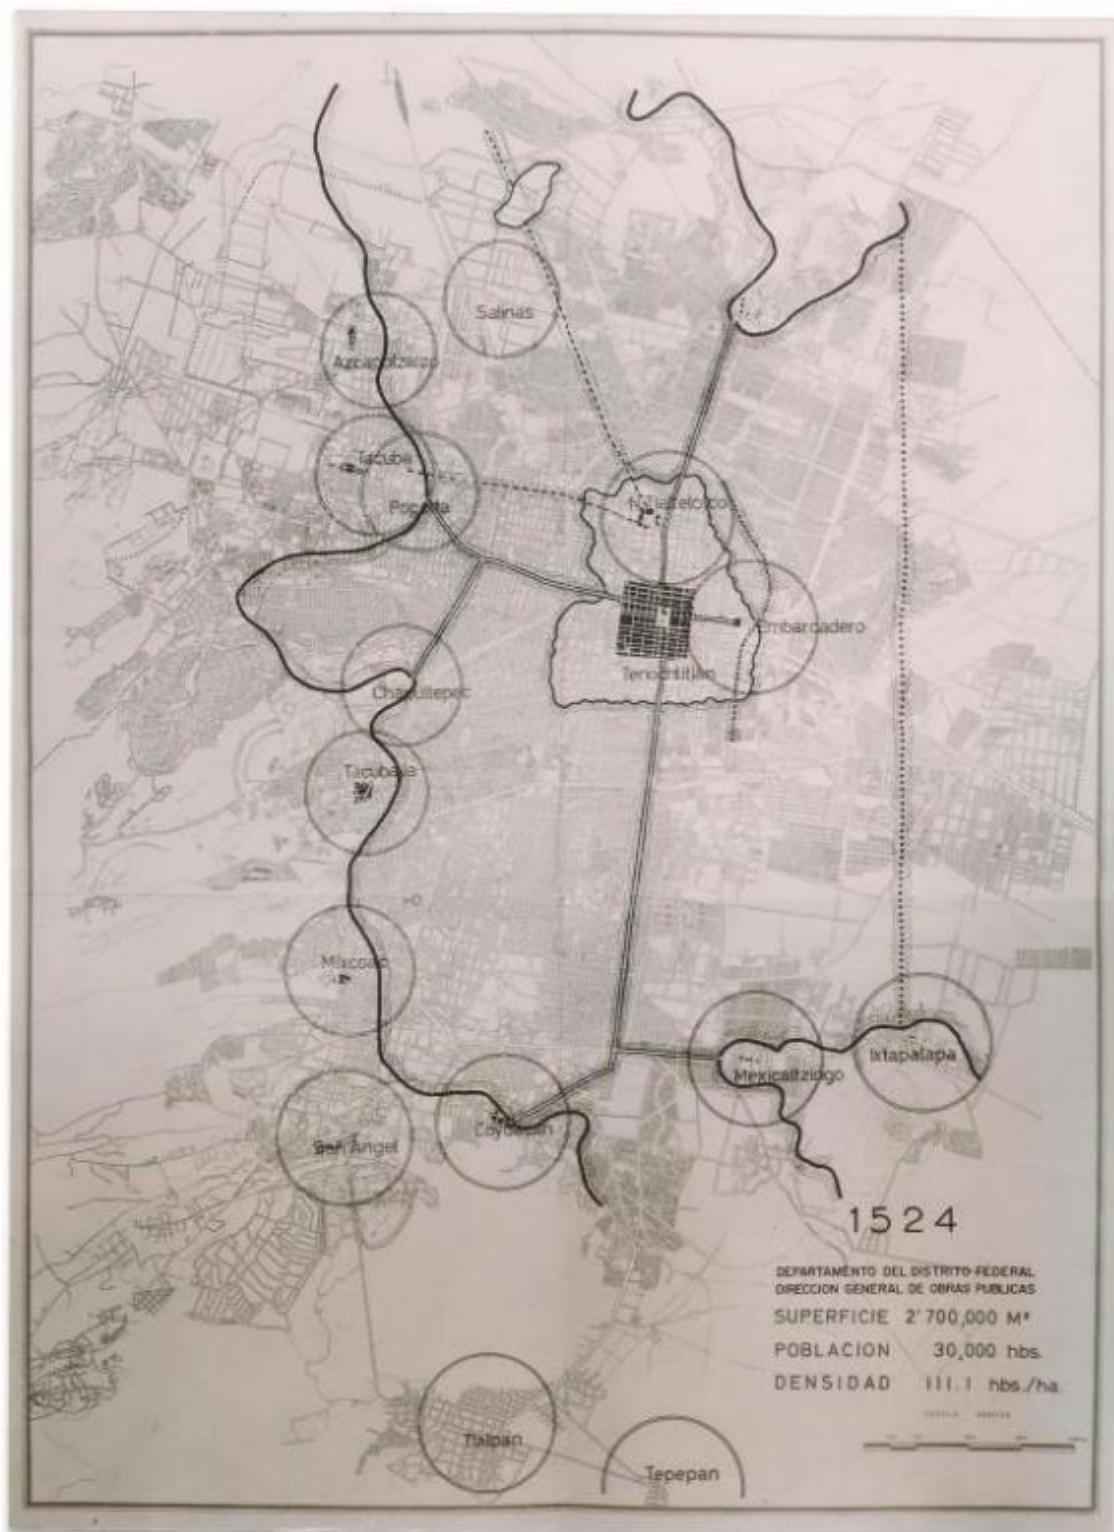 Salinas
Azcapotzalco
Tacuba
Popotla
Tlatelolco
Embarcadero
Tenochtitlan
Chapultepec
Tacubaya
Mixcoac
Ixtapalapa
Mexicaltzingo
Coyoacan
San Angel
1524
DEPARTAMENTO DEL DISTRITO FEDERAL
DIRECCION GENERAL DE OBRAS PUBLICAS
SUPERFICIE 2'700,000 M²
POBLACION 30,000 hbs.
DENSIDAD 111.1 hbs./ha.
Tlalpan
Tepepan